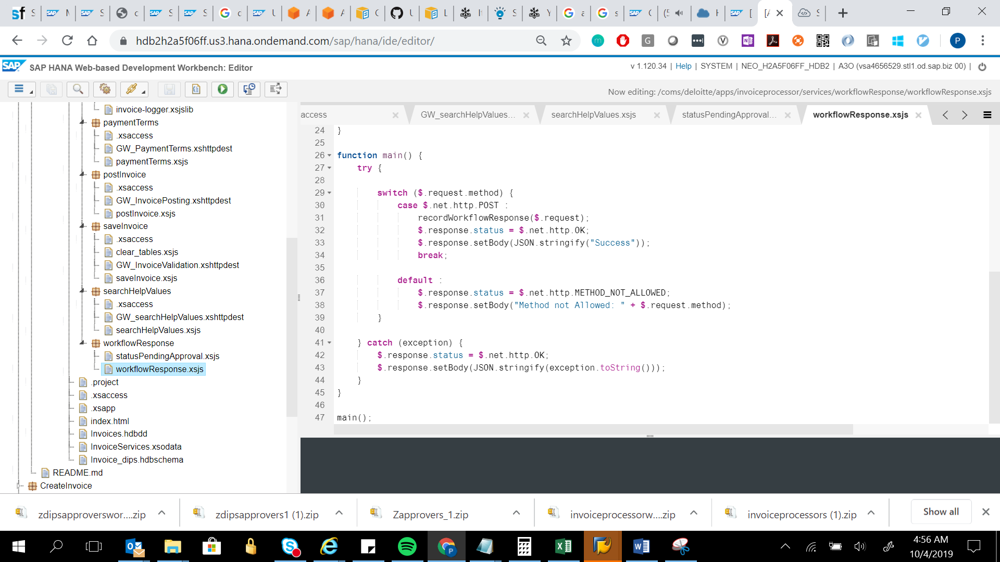 sf S M S c S S c U A A C U L It S Y a s C (5 H [ [A S
hdb2h2a5f06ff.us3.hana.ondemand.com/sap/hana/ide/editor/
P
SAP SAP HANA Web-based Development Workbench: Editor
v 1.120.34 | Help | SYSTEM | NEO_H2A5F06FF_HDB2 | A3O (vsa4656529.stl1.od.sap.biz 00) |
Now editing: /coms/deloitte/apps/invoiceprocessor/services/workflowResponse/workflowResponse.xsjs
access GW_searchHelpValues... searchHelpValues.xsjs statusPendingApproval... workflowResponse.xsjs
invoice-logger.xsjslib
paymentTerms
.xsaccess
GW_PaymentTerms.xshttpdest
paymentTerms.xsjs
postInvoice
.xsaccess
GW_InvoicePosting.xshttpdest
postInvoice.xsjs
saveInvoice
.xsaccess
clear_tables.xsjs
GW_InvoiceValidation.xshttpdest
saveInvoice.xsjs
searchHelpValues
.xsaccess
GW_searchHelpValues.xshttpdest
searchHelpValues.xsjs
workflowResponse
statusPendingApproval.xsjs
workflowResponse.xsjs
.project
.xsaccess
.xsapp
index.html
Invoices.hdbdd
InvoiceServices.xsodata
Invoice_dips.hdbschema
README.md
CreateInvoice
24 }
25
26 function main() {
27 try {
28
29 switch ($.request.method) {
30 case $.net.http.POST :
31 recordWorkflowResponse($.request);
32 $.response.status = $.net.http.OK;
33 $.response.setBody(JSON.stringify("Success"));
34 break;
35
36 default :
37 $.response.status = $.net.http.METHOD_NOT_ALLOWED;
38 $.response.setBody("Method not Allowed: " + $.request.method);
39 }
40
41 } catch (exception) {
42 $.response.status = $.net.http.OK;
43 $.response.setBody(JSON.stringify(exception.toString()));
44 }
45 }
46
47 main();
zdipsapproverswor....zip zdipsapprovers1 (1).zip Zapprovers_1.zip invoiceprocessorw....zip invoiceprocessors (1).zip Show all
4:56 AM
10/4/2019